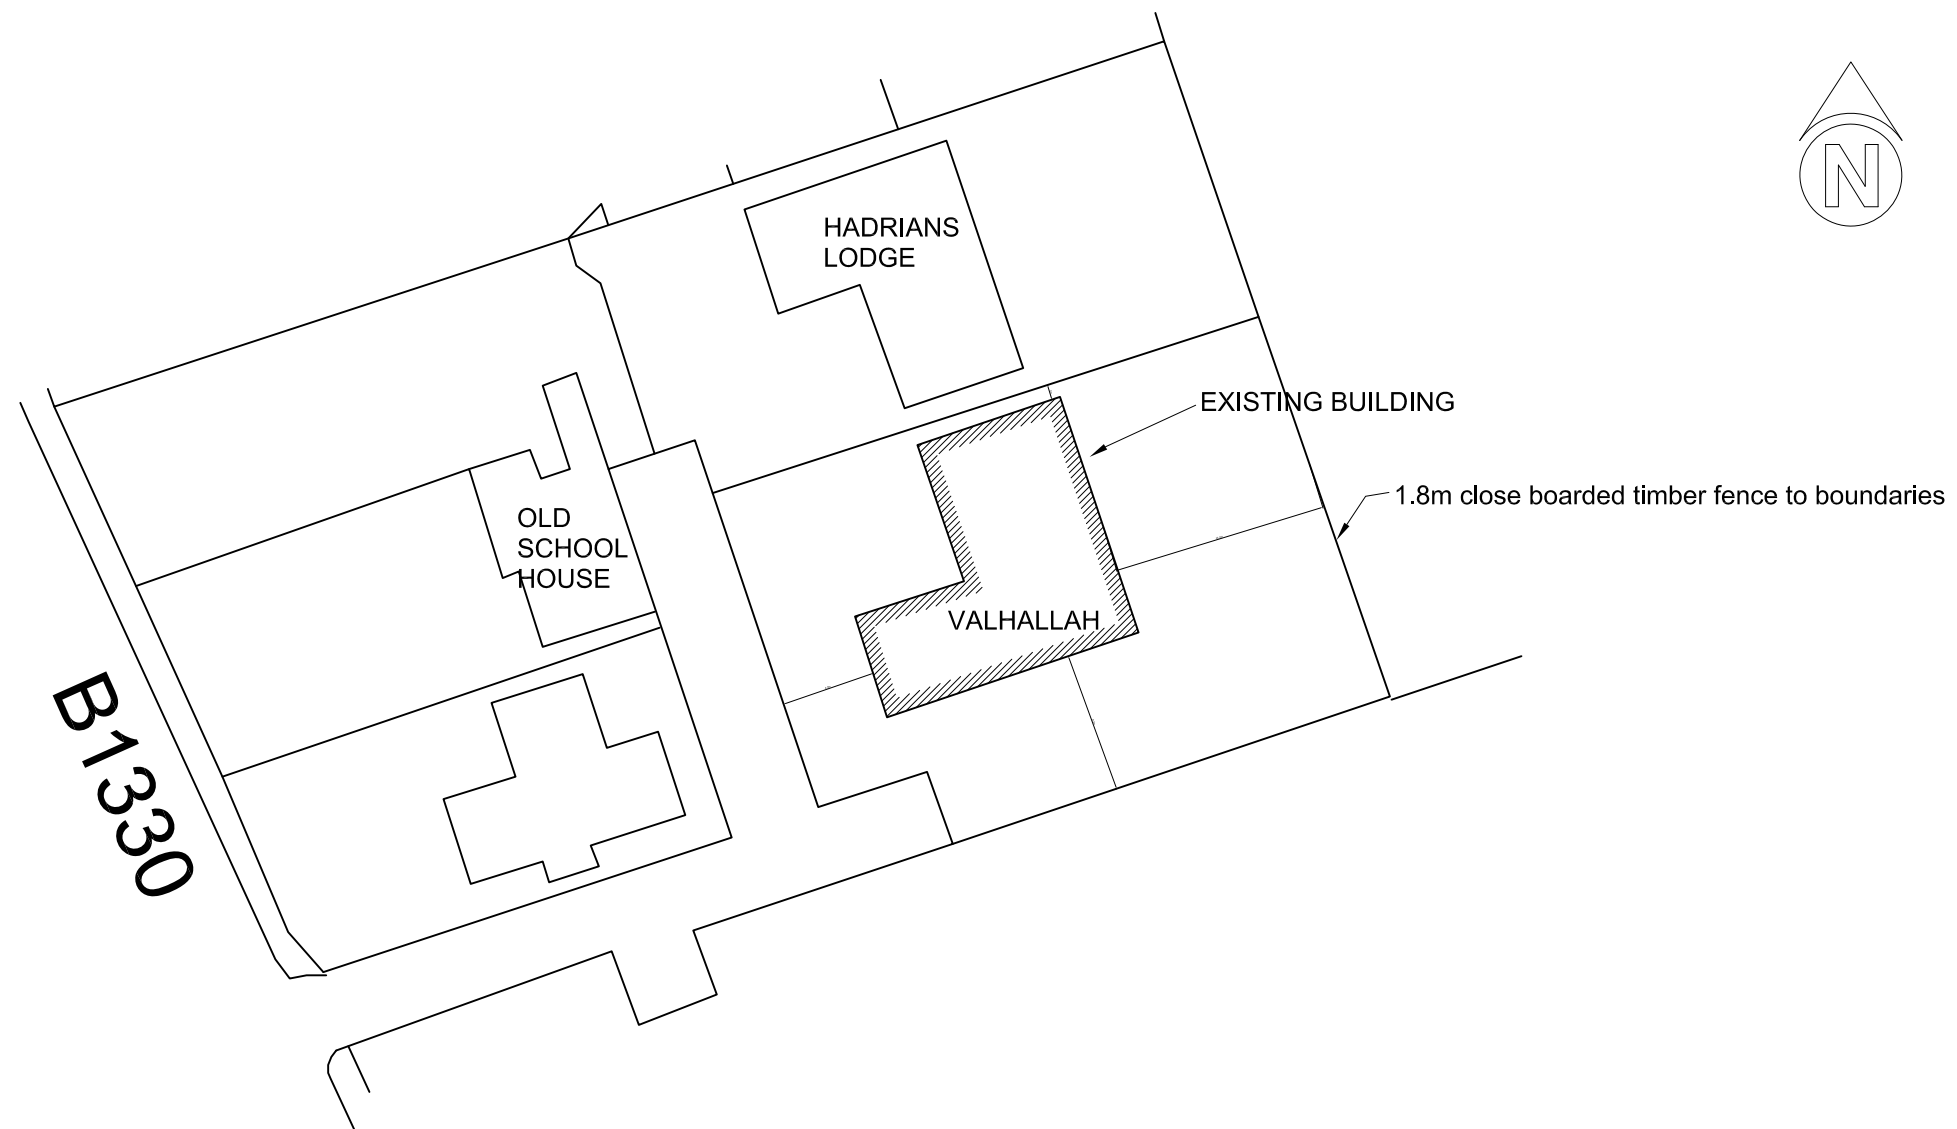 N
HADRIANS
LODGE
EXISTING BUILDING
1.8m close boarded timber fence to boundaries
OLD
SCHOOL
HOUSE
VALHALLAH
B1330